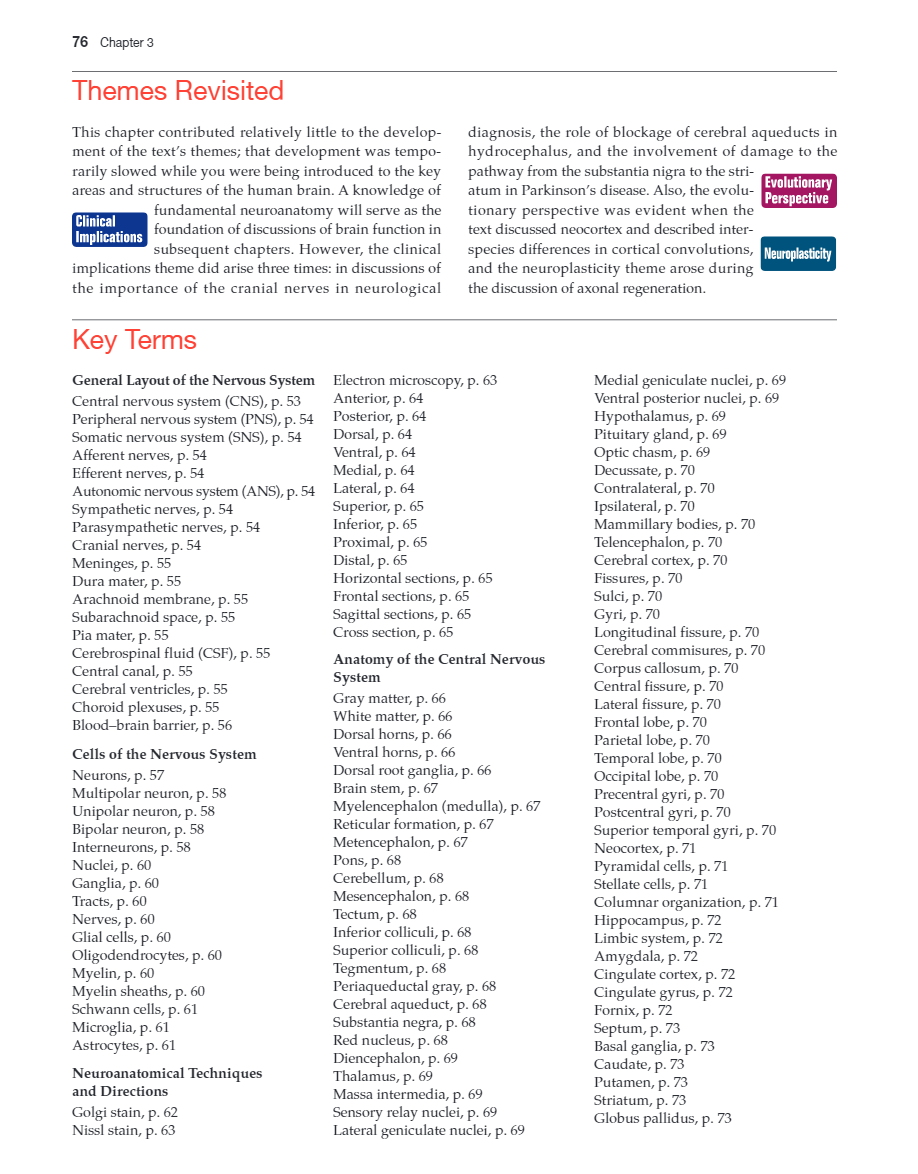 76 Chapter 3
Themes Revisited
This chapter contributed relatively little to the develop-
ment of the text's themes; that development was tempo-
rarily slowed while you were being introduced to the key
areas and structures of the human brain. A knowledge of
fundamental neuroanatomy will serve as the
foundation of discussions of brain function in
subsequent chapters. However, the clinical
implications theme did arise three times: in discussions of
the importance of the cranial nerves in neurological
Clinical
Implications
diagnosis, the role of blockage of cerebral aqueducts in
hydrocephalus, and the involvement of damage to the
pathway from the substantia nigra to the stri-
atum in Parkinson's disease. Also, the evolu-
tionary perspective was evident when the
text discussed neocortex and described inter-
species differences in cortical convolutions,
and the neuroplasticity theme arose during
the discussion of axonal regeneration.
Evolutionary
Perspective
Neuroplasticity
Key Terms
General Layout of the Nervous System
Central nervous system (CNS), p. 53
Peripheral nervous system (PNS), p. 54
Somatic nervous system (SNS), p. 54
Afferent nerves, p. 54
Efferent nerves, p. 54
Autonomic nervous system (ANS), p. 54
Sympathetic nerves, p. 54
Parasympathetic nerves, p. 54
Cranial nerves, p. 54
Meninges, p. 55
Dura mater, p. 55
Arachnoid membrane, p. 55
Subarachnoid space, p. 55
Pia mater, p. 55
Cerebrospinal fluid (CSF), p. 55
Central canal, p. 55
Cerebral ventricles, p. 55
Choroid plexuses, p. 55
Blood–brain barrier, p. 56
Cells of the Nervous System
Neurons, p. 57
Multipolar neuron, p. 58
Unipolar neuron, p. 58
Bipolar neuron, p. 58
Interneurons, p. 58
Nuclei, p. 60
Ganglia, p. 60
Tracts, p. 60
Nerves, p. 60
Glial cells, p. 60
Oligodendrocytes, p. 60
Myelin, p. 60
Myelin sheaths, p. 60
Schwann cells, p. 61
Microglia, p. 61
Astrocytes, p. 61
Neuroanatomical Techniques
and Directions
Golgi stain, p. 62
Nissl stain, p. 63
Electron microscopy, p. 63
Anterior, p. 64
Posterior, p. 64
Dorsal, p. 64
Ventral, p. 64
Medial, p. 64
Lateral, p. 64
Superior, p. 65
Inferior, p. 65
Proximal, p. 65
Distal, p. 65
Horizontal sections, p. 65
Frontal sections, p. 65
Sagittal sections, p. 65
Cross section, p. 65
Anatomy of the Central Nervous
System
Gray matter, p. 66
White matter, p. 66
Dorsal horns, p. 66
Ventral horns, p. 66
Dorsal root ganglia, p. 66
Brain stem, p. 67
Myelencephalon (medulla), p. 67
Reticular formation, p. 67
Metencephalon, p. 67
Pons, p. 68
Cerebellum, p. 68
Mesencephalon, p. 68
Tectum, p. 68
Inferior colliculi, p. 68
Superior colliculi, p. 68
Tegmentum, p. 68
Periaqueductal gray, p. 68
Cerebral aqueduct, p. 68
Substantia negra, p. 68
Red nucleus, p. 68
Diencephalon, p. 69
Thalamus, p. 69
Massa intermedia, p. 69
Sensory relay nuclei, p. 69
Lateral geniculate nuclei, p. 69
Medial geniculate nuclei, p. 69
Ventral posterior nuclei, p. 69
Hypothalamus, p. 69
Pituitary gland, p. 69
Optic chasm, p. 69
Decussate, p. 70
Contralateral, p. 70
Ipsilateral, p. 70
Mammillary bodies, p. 70
Telencephalon, p. 70
Cerebral cortex, p. 70
Fissures, p. 70
Sulci, p. 70
Gyri, p. 70
Longitudinal fissure, p. 70
Cerebral commisures, p. 70
Corpus callosum, p. 70
Central fissure, p. 70
Lateral fissure, p. 70
Frontal lobe, p. 70
Parietal lobe, p. 70
Temporal lobe, p. 70
Occipital lobe, p. 70
Precentral gyri, p. 70
Postcentral gyri, p. 70
Superior temporal gyri, p. 70
Neocortex, p. 71
Pyramidal cells, p. 71
Stellate cells, p. 71
Columnar organization, p. 71
Hippocampus, p. 72
Limbic system, p. 72
Amygdala, p. 72
Cingulate cortex, p. 72
Cingulate gyrus, p. 72
Fornix, p. 72
Septum, p. 73
Basal ganglia, p. 73
Caudate, p. 73
Putamen, p. 73
Striatum, p. 73
Globus pallidus, p. 73